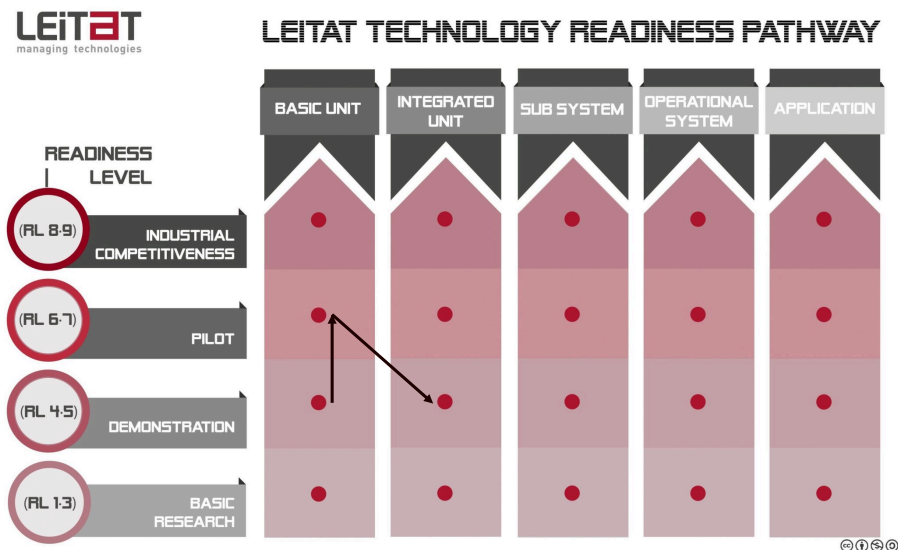 LEiTAT
managing technologies
LEITAT TECHNOLOGY READINESS PATHWAY
BASIC UNIT
INTEGRATED
UNIT
SUB SYSTEM
OPERATIONAL
SYSTEM
APPLICATION
READINESS
LEVEL
(RL 8-9)
INDUSTRIAL
COMPETITIVENESS
(RL 6-7)
PILOT
(RL 4-5)
DEMONSTRATION
(RL 1-3)
BASIC
RESEARCH
cc